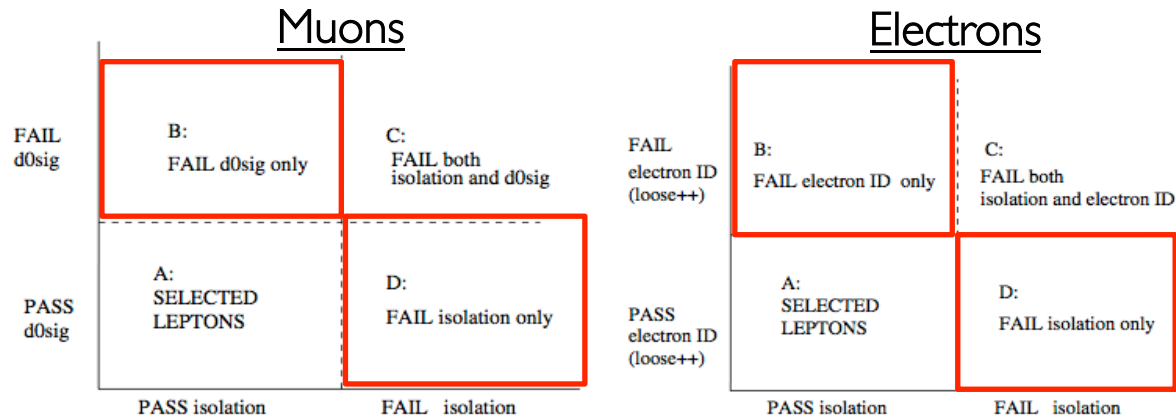 Muons
FAIL
d0sig
B:
FAIL d0sig only
C:
FAIL both
isolation and d0sig
PASS
d0sig
A:
SELECTED
LEPTONS
D:
FAIL isolation only
PASS isolation
FAIL isolation
Electrons
FAIL
electron ID
(loose++)
B:
FAIL electron ID only
C:
FAIL both
isolation and electron ID
PASS
electron ID
(loose++)
A:
SELECTED
LEPTONS
D:
FAIL isolation only
PASS isolation
FAIL isolation